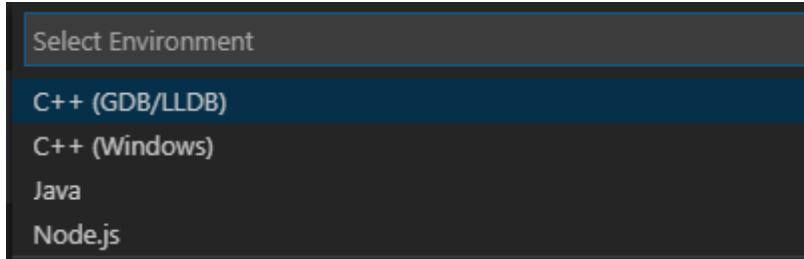 Select Environment
C++ (GDB/LLDB)
C++ (Windows)
Java
Node.js